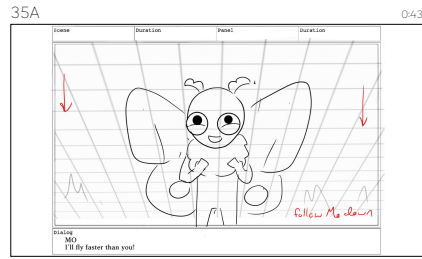 35A 0:43
Scene Duration Panel Duration
follow Mo down
Dialog
MO
I'll fly faster than you!